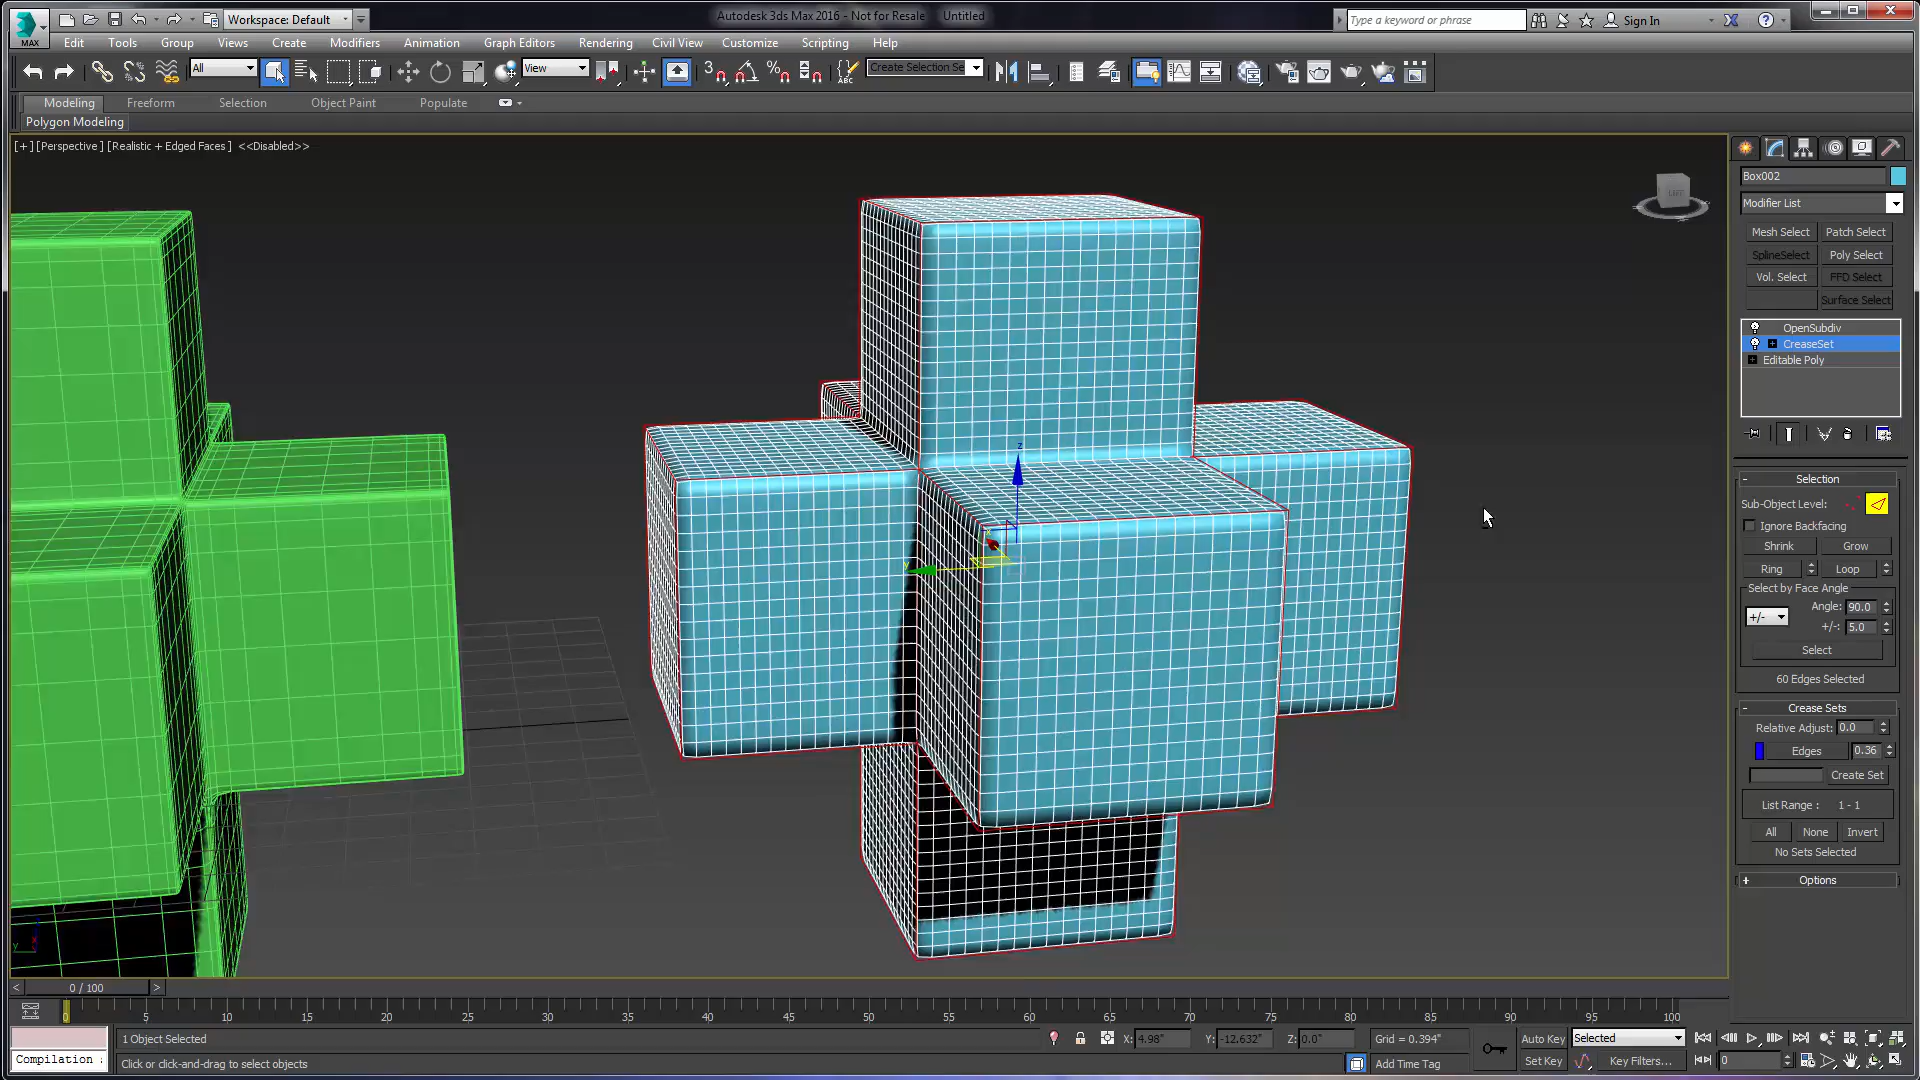 MAX
Workspace: Default
Autodesk 3ds Max 2016 - Not for Resale    Untitled
Type a keyword or phrase
Sign In
Edit Tools Group Views Create Modifiers Animation Graph Editors Rendering Civil View Customize Scripting Help
All
View
3
Create Selection Se
Modeling Freeform Selection Object Paint Populate
Polygon Modeling
[+] [Perspective] [Realistic + Edged Faces] <<Disabled>>
LEFT
Box002
Modifier List
Mesh Select Patch Select
SplineSelect Poly Select
Vol. Select FFD Select
Surface Select
OpenSubdiv
CreaseSet
Editable Poly
Selection
Sub-Object Level:
Ignore Backfacing
Shrink Grow
Ring Loop
Select by Face Angle
+/- Angle: 90.0
+/-: 5.0
Select
60 Edges Selected
Crease Sets
Relative Adjust: 0.0
Edges 0.36
Create Set
List Range : 1 - 1
All None Invert
No Sets Selected
Options
z
x
y
y x
< 0 / 100 >
0 5 10 15 20 25 30 35 40 45 50 55 60 65 70 75 80 85 90 95 100
1 Object Selected
X: 4.98" Y: -12.632" Z: 0.0" Grid = 0.394"
Auto Key Selected
Compilation
Click or click-and-drag to select objects
Add Time Tag
Set Key Key Filters... 0